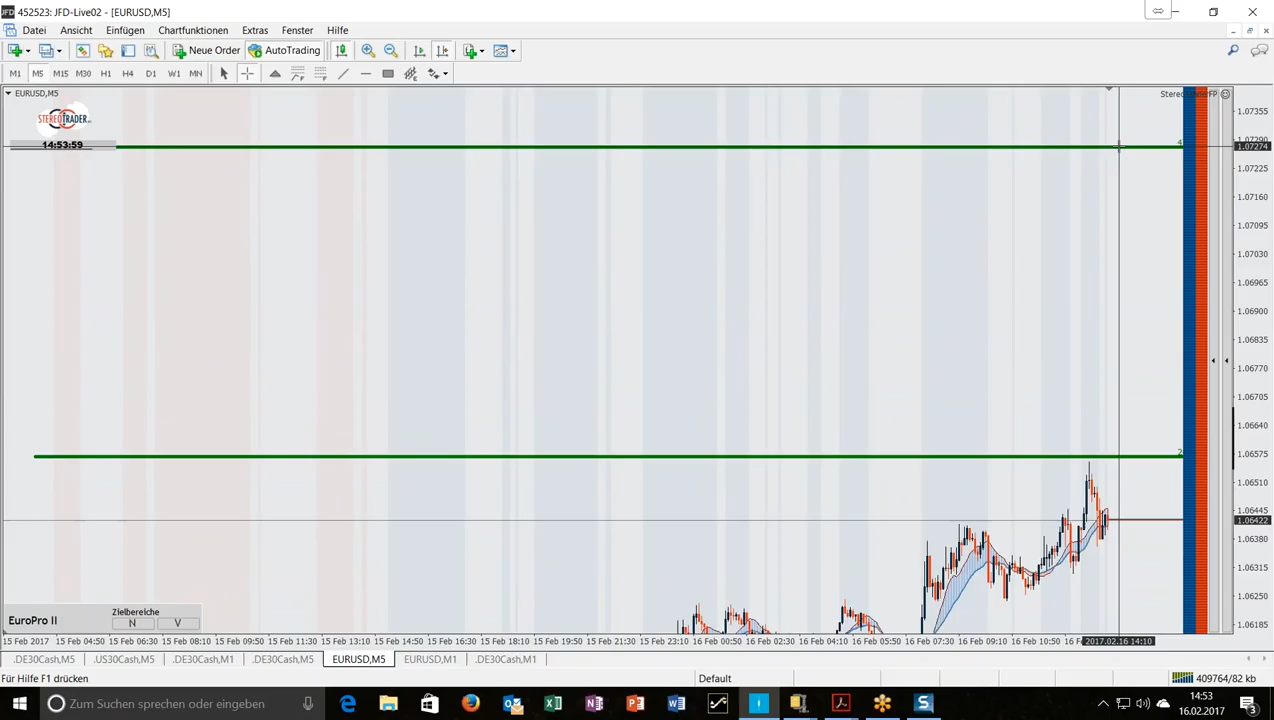 452523: JFD-Live02 - [EURUSD,M5]
Datei Ansicht Einfügen Chartfunktionen Extras Fenster Hilfe
Neue Order AutoTrading
M1 M5 M15 M30 H1 H4 D1 W1 MN
EURUSD,M5
STEREOTRADER
14:53:59
1.07355
1.07290
1.07274
1.07225
1.07160
1.07095
1.07030
1.06965
1.06900
1.06835
1.06770
1.06705
1.06640
1.06575
1.06510
1.06445
1.06422
1.06380
1.06315
1.06250
1.06185
EuroPro II
Zielbereiche
N V
15 Feb 2017 15 Feb 04:50 15 Feb 06:30 15 Feb 08:10 15 Feb 09:50 15 Feb 11:30 15 Feb 13:10 15 Feb 14:50 15 Feb 16:30 15 Feb 18:10 15 Feb 19:50 15 Feb 21:30 15 Feb 23:10 16 Feb 00:50 16 Feb 02:30 16 Feb 04:10 16 Feb 05:50 16 Feb 07:30 16 Feb 09:10 16 Feb 10:50 2017.02.16 14:10
.DE30Cash,M5 .US30Cash,M5 .DE30Cash,M1 .DE30Cash,M5 EURUSD,M5 EURUSD,M1 .DE30Cash,M1
Für Hilfe F1 drücken Default 409764/82 kb
Zum Suchen sprechen oder eingeben
14:53
16.02.2017